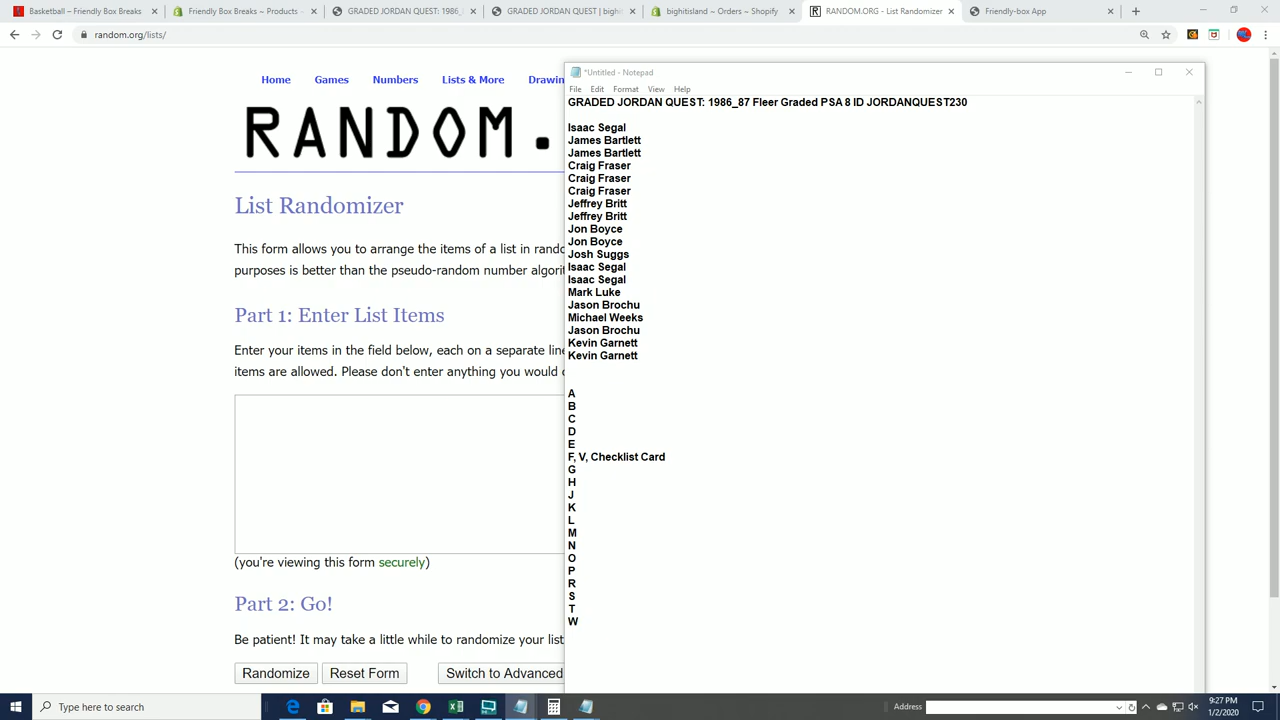 Basketball – Friendly Box Breaks
Friendly Box Breaks ~ Products ~
GRADED JORDAN QUEST: 1986_
GRADED JORDAN QUEST | bighi
bighitisland ~ Orders ~ Shopify
RANDOM.ORG - List Randomizer
Friendly-box App
random.org/lists/
Home Games Numbers Lists & More Drawin
RANDOM.
List Randomizer
This form allows you to arrange the items of a list in rando
purposes is better than the pseudo-random number algorit
Part 1: Enter List Items
Enter your items in the field below, each on a separate line
items are allowed. Please don't enter anything you would
(you're viewing this form securely)
Part 2: Go!
Be patient! It may take a little while to randomize your list
Randomize Reset Form Switch to Advanced
*Untitled - Notepad
File Edit Format View Help
GRADED JORDAN QUEST: 1986_87 Fleer Graded PSA 8 ID JORDANQUEST230
Isaac Segal
James Bartlett
James Bartlett
Craig Fraser
Craig Fraser
Craig Fraser
Jeffrey Britt
Jeffrey Britt
Jon Boyce
Jon Boyce
Josh Suggs
Isaac Segal
Isaac Segal
Mark Luke
Jason Brochu
Michael Weeks
Jason Brochu
Kevin Garnett
Kevin Garnett
A
B
C
D
E
F, V, Checklist Card
G
H
J
K
L
M
N
O
P
R
S
T
W
Type here to search
Address
9:27 PM
1/2/2020